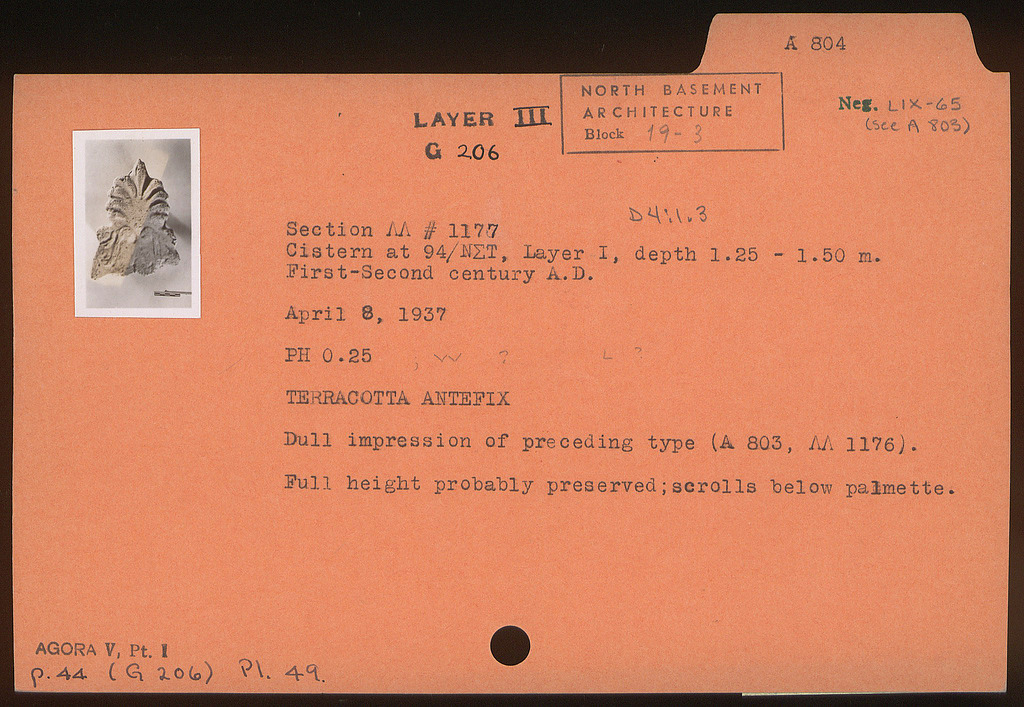 A 804
NORTH BASEMENT
ARCHITECTURE
Block 19-3
Neg. LIX-65
(see A 803)
LAYER III
G 206
D 4:1.3
Section ΛΛ # 1177
Cistern at 94/ΝΣΤ, Layer I, depth 1.25 - 1.50 m.
First-Second century A.D.
April 8, 1937
PH 0.25 , W ? L ?
TERRACOTTA ANTEFIX
Dull impression of preceding type (A 803, ΛΛ 1176).
Full height probably preserved;scrolls below palmette.
AGORA V, Pt. I
p.44 (G 206) Pl. 49.